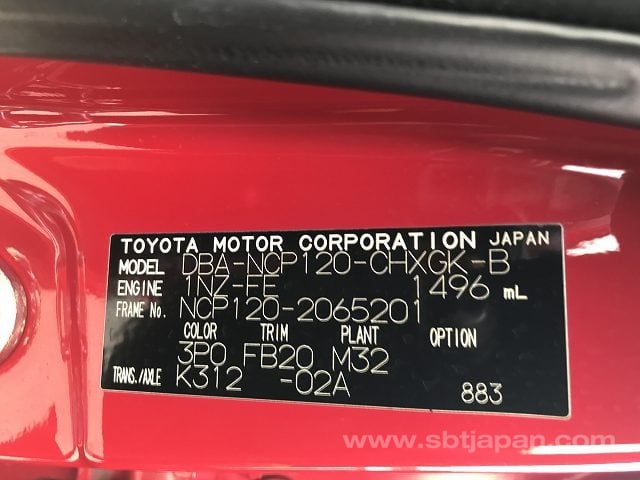 TOYOTA MOTOR CORPORATION JAPAN
MODEL DBA-NCP120-CHXGK-B
ENGINE 1NZ-FE 1496 mL
FRAME No. NCP120-2065201
COLOR TRIM PLANT OPTION
3P0 FB20 M32
TRANS./AXLE K312 -02A 883
www.sbtjapan.com